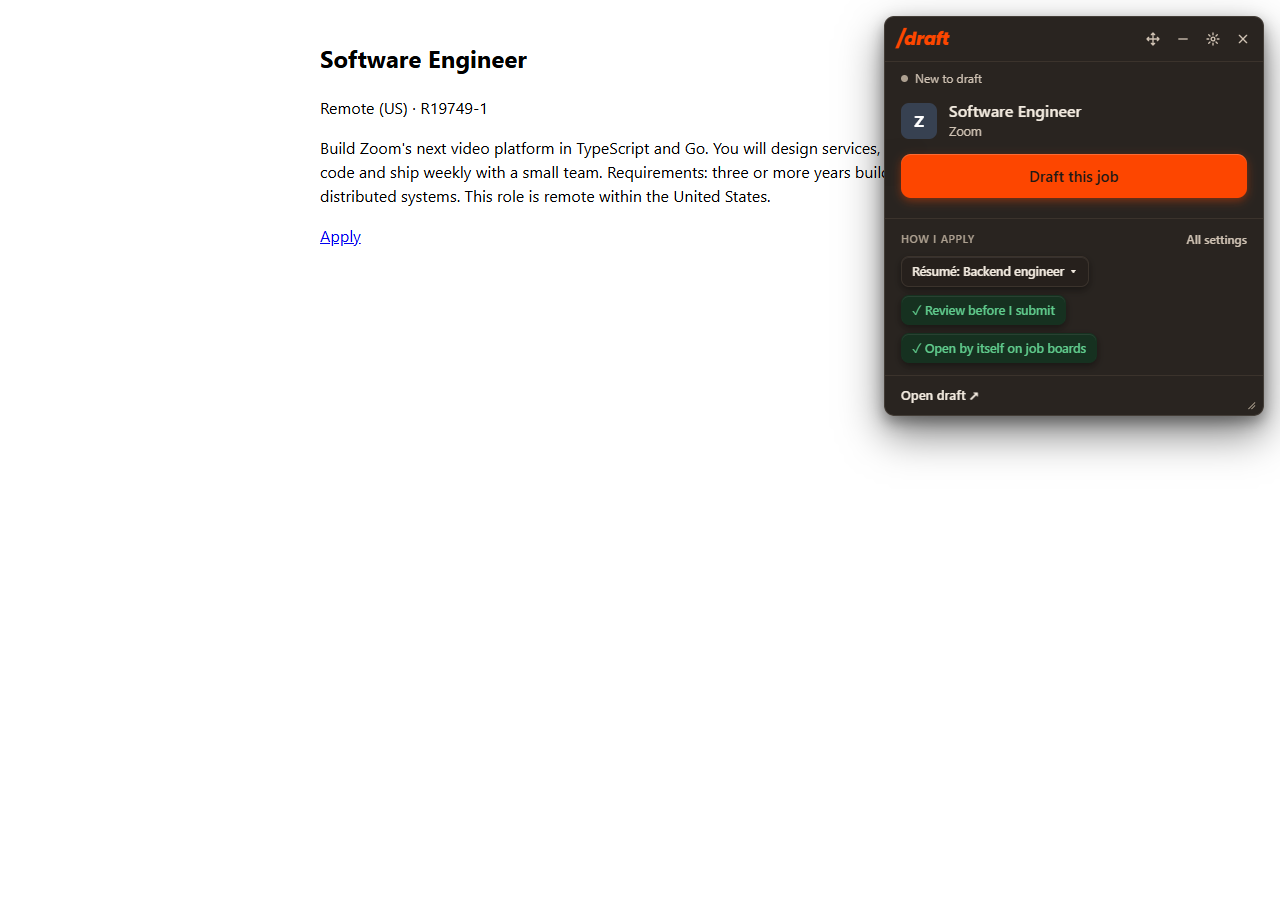 Software Engineer
Remote (US) · R19749-1
Build Zoom's next video platform in TypeScript and Go. You will design services,
code and ship weekly with a small team. Requirements: three or more years
distributed systems. This role is remote within the United States.
Apply
/draft
New to draft
Z
Software Engineer
Zoom
Draft this job
HOW I APPLY
All settings
Résumé: Backend engineer
✓ Review before I submit
✓ Open by itself on job boards
Open draft ↗